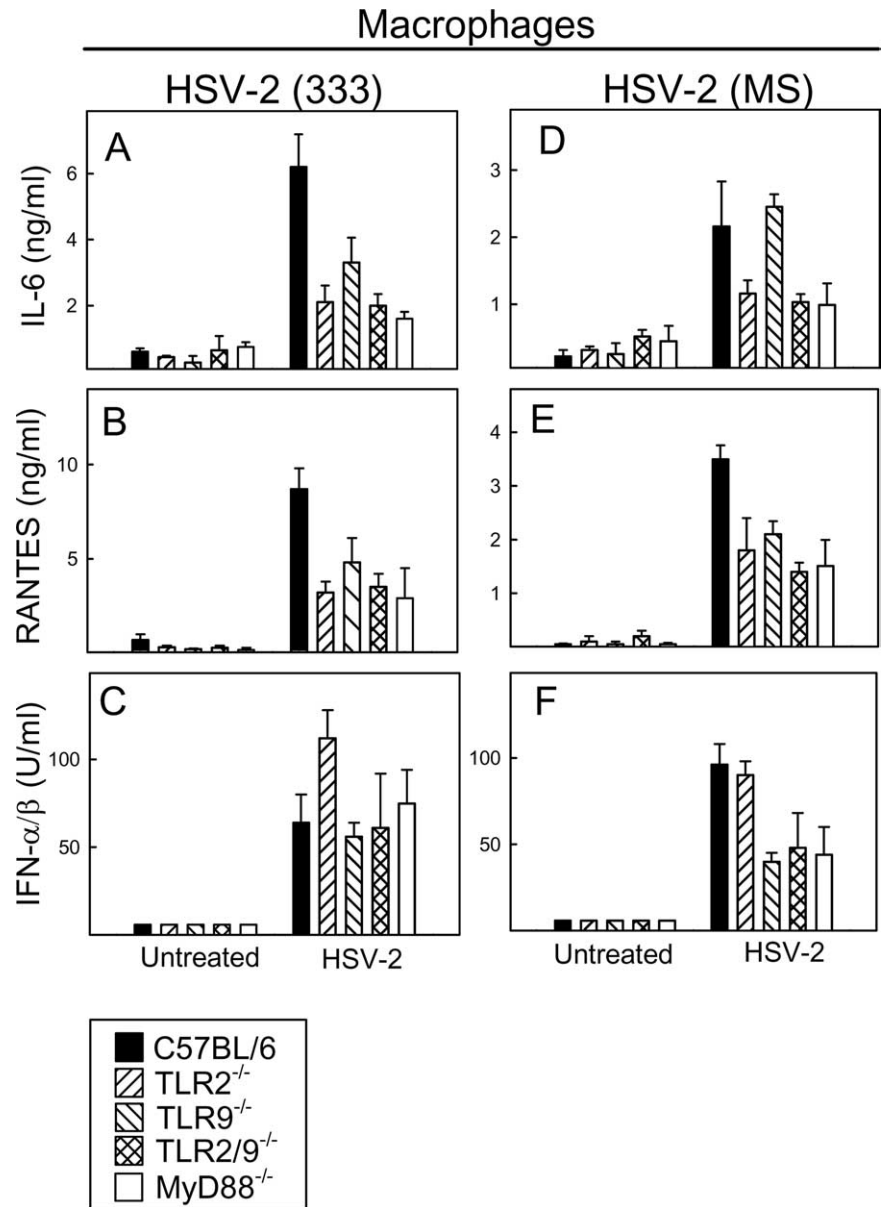 Macrophages
HSV-2 (333)
HSV-2 (MS)
A
IL-6 (ng/ml)
6
4
2
D
3
2
1
B
RANTES (ng/ml)
10
5
E
4
3
2
1
C
IFN-α/β (U/ml)
100
50
Untreated
HSV-2
F
100
50
Untreated
HSV-2
C57BL/6
TLR2-/-
TLR9-/-
TLR2/9-/-
MyD88-/-